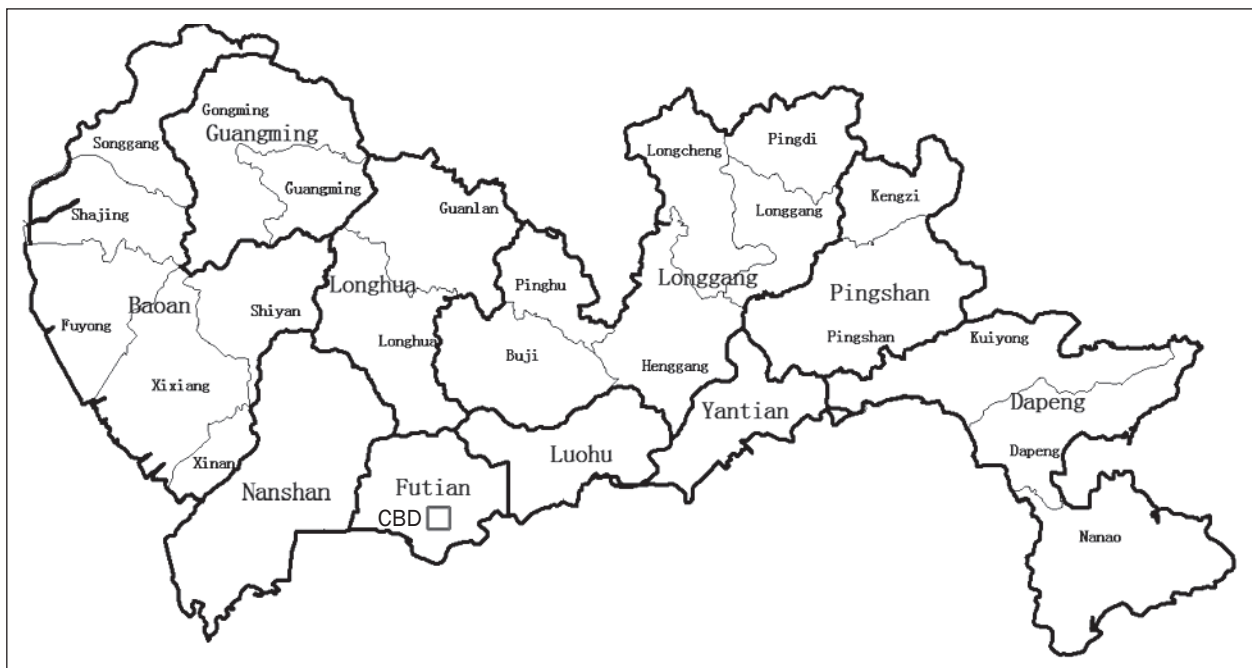 Gongming
Guangming
Songgang
Pingdi
Longcheng
Guangming
Kengzi
Guanlan
Shajing
Longgang
Longhua
Pinghu
Longgang
Pingshan
Baoan
Shiyan
Fuyong
Longhua
Buji
Henggang
Pingshan
Kuiyong
Xixiang
Yantian
Dapeng
Xinan
Luohu
Dapeng
Nanshan
Futian
CBD
Nanao